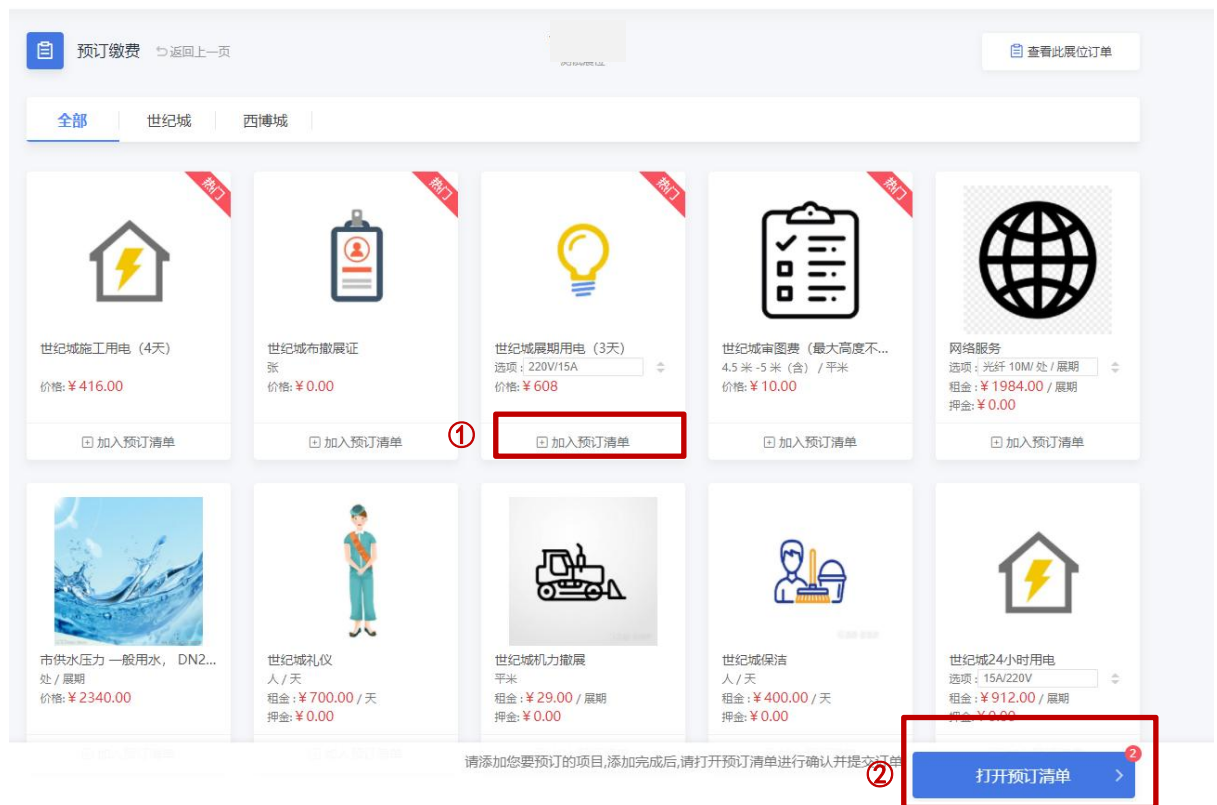 预订缴费
返回上一页
查看此展位订单
全部
世纪城
西博城
热门
热门
热门
热门
世纪城施工用电（4天）
价格:￥416.00
加入预订清单
世纪城布撤展证
张
价格:￥0.00
加入预订清单
世纪城展期用电（3天）
选项: 220V/15A
价格:￥608
①
加入预订清单
世纪城审图费（最大高度不...
4.5 米 -5 米（含） / 平米
价格:￥10.00
加入预订清单
网络服务
选项: 光纤 10M/ 处 / 展期
租金:￥1984.00 / 展期
押金:￥0.00
加入预订清单
市供水压力 一般用水， DN2...
处 / 展期
价格:￥2340.00
世纪城礼仪
人 / 天
租金:￥700.00 / 天
押金:￥0.00
世纪城机力撤展
平米
租金:￥29.00 / 展期
押金:￥0.00
世纪城保洁
人 / 天
租金:￥400.00 / 天
押金:￥0.00
世纪城24小时用电
选项: 15A/220V
租金:￥912.00 / 展期
押金:￥0.00
请添加您要预订的项目,添加完成后,请打开预订清单进行确认并提交订单
②
打开预订清单
2